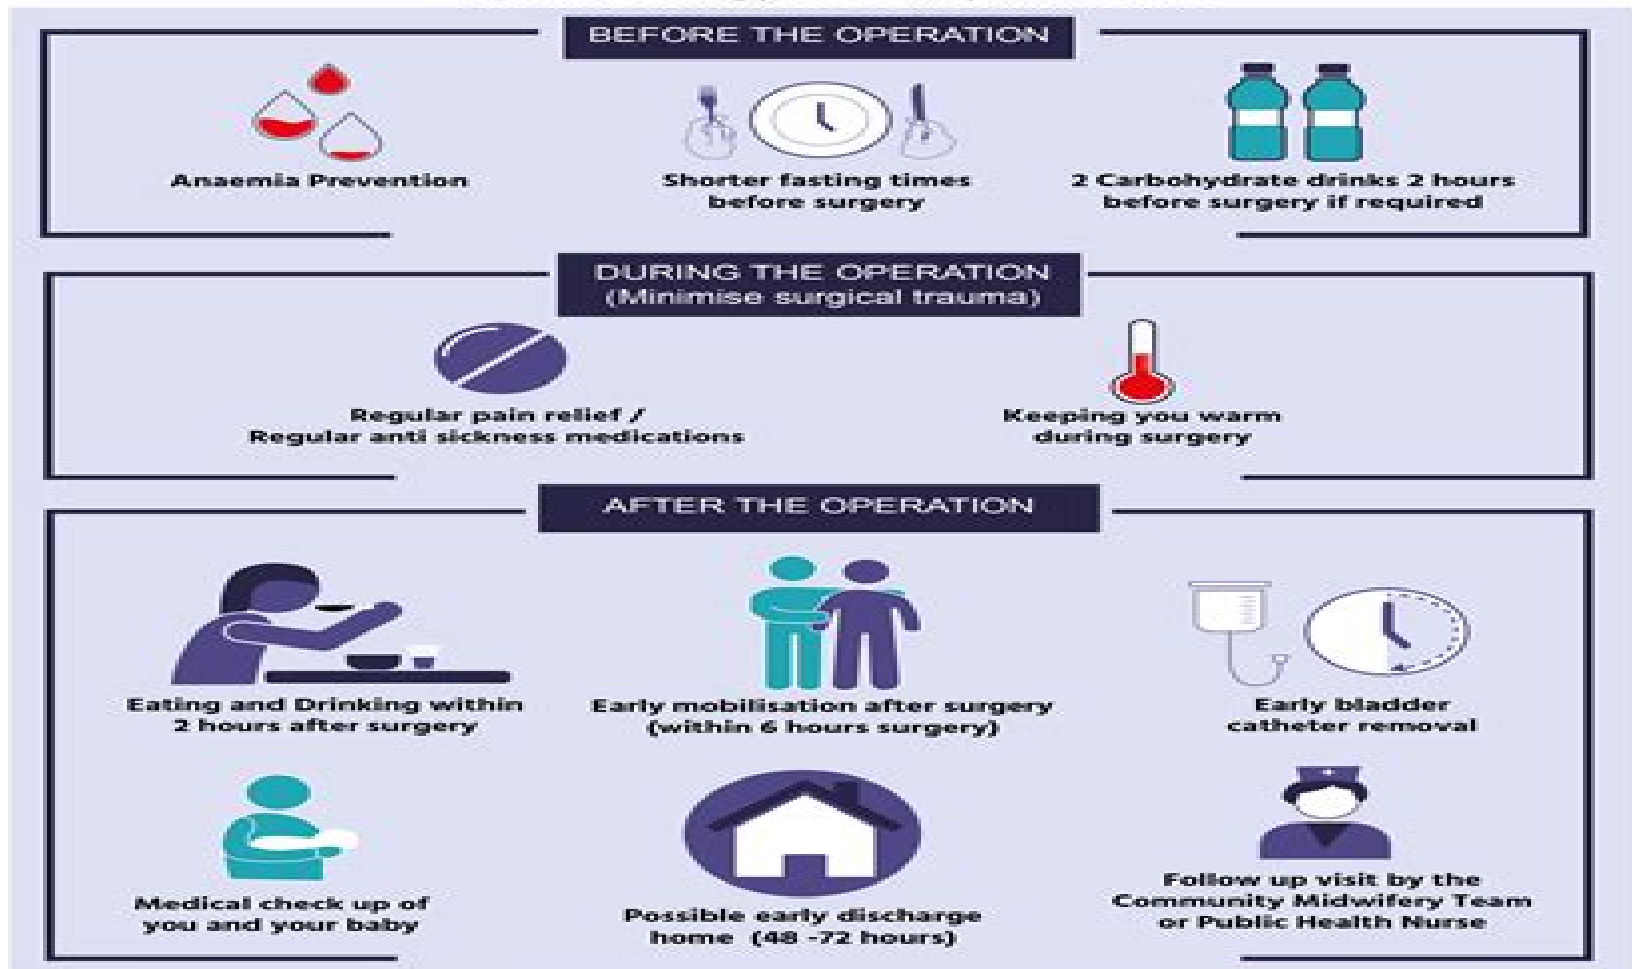 BEFORE THE OPERATION
Anaemia Prevention
Shorter fasting times
before surgery
2 Carbohydrate drinks 2 hours
before surgery if required
DURING THE OPERATION
(Minimise surgical trauma)
Regular pain relief /
Regular anti sickness medications
Keeping you warm
during surgery
AFTER THE OPERATION
Eating and Drinking within
2 hours after surgery
Early mobilisation after surgery
(within 6 hours surgery)
Early bladder
catheter removal
Medical check up of
you and your baby
Possible early discharge
home (48 -72 hours)
Follow up visit by the
Community Midwifery Team
or Public Health Nurse